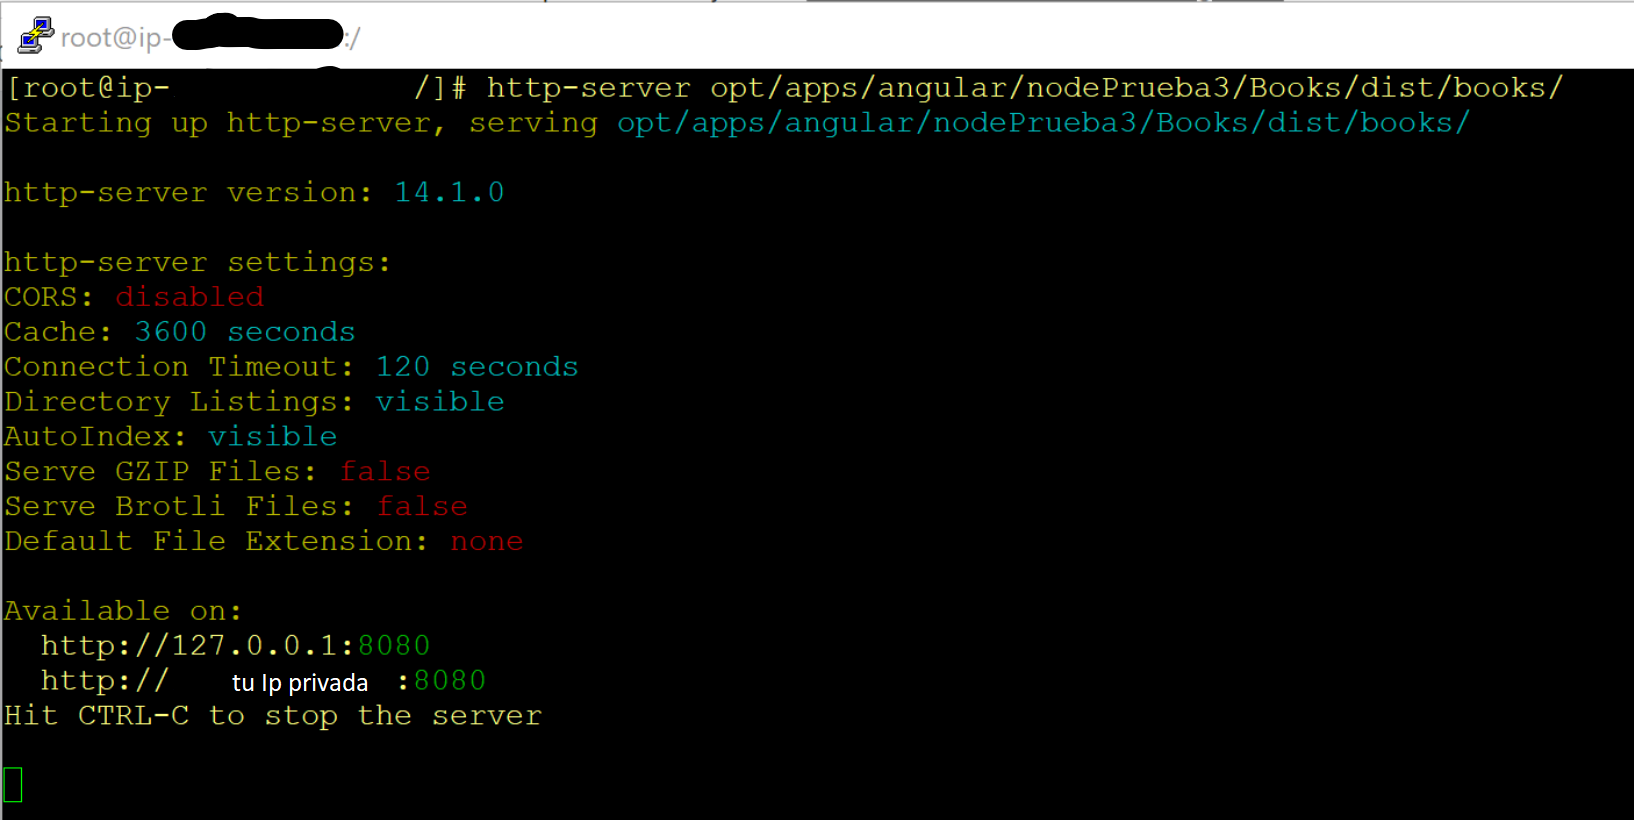 root@ip- :/
[root@ip- /]# http-server opt/apps/angular/nodePrueba3/Books/dist/books/
Starting up http-server, serving opt/apps/angular/nodePrueba3/Books/dist/books/
http-server version: 14.1.0
http-server settings:
CORS: disabled
Cache: 3600 seconds
Connection Timeout: 120 seconds
Directory Listings: visible
AutoIndex: visible
Serve GZIP Files: false
Serve Brotli Files: false
Default File Extension: none
Available on:
http://127.0.0.1:8080
http:// tu Ip privada :8080
Hit CTRL-C to stop the server